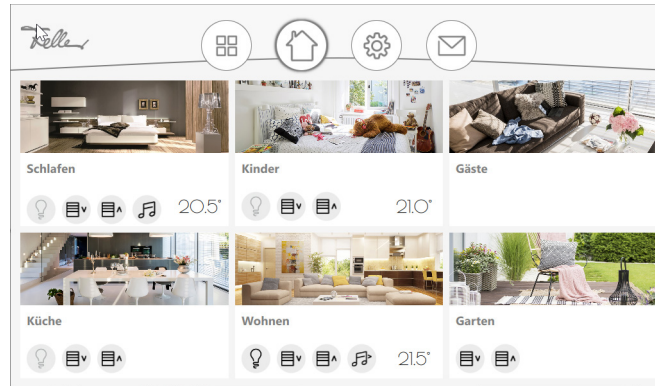 Feller
Schlafen
Kinder
Gäste
20.5°
21.0°
Küche
Wohnen
Garten
21.5°